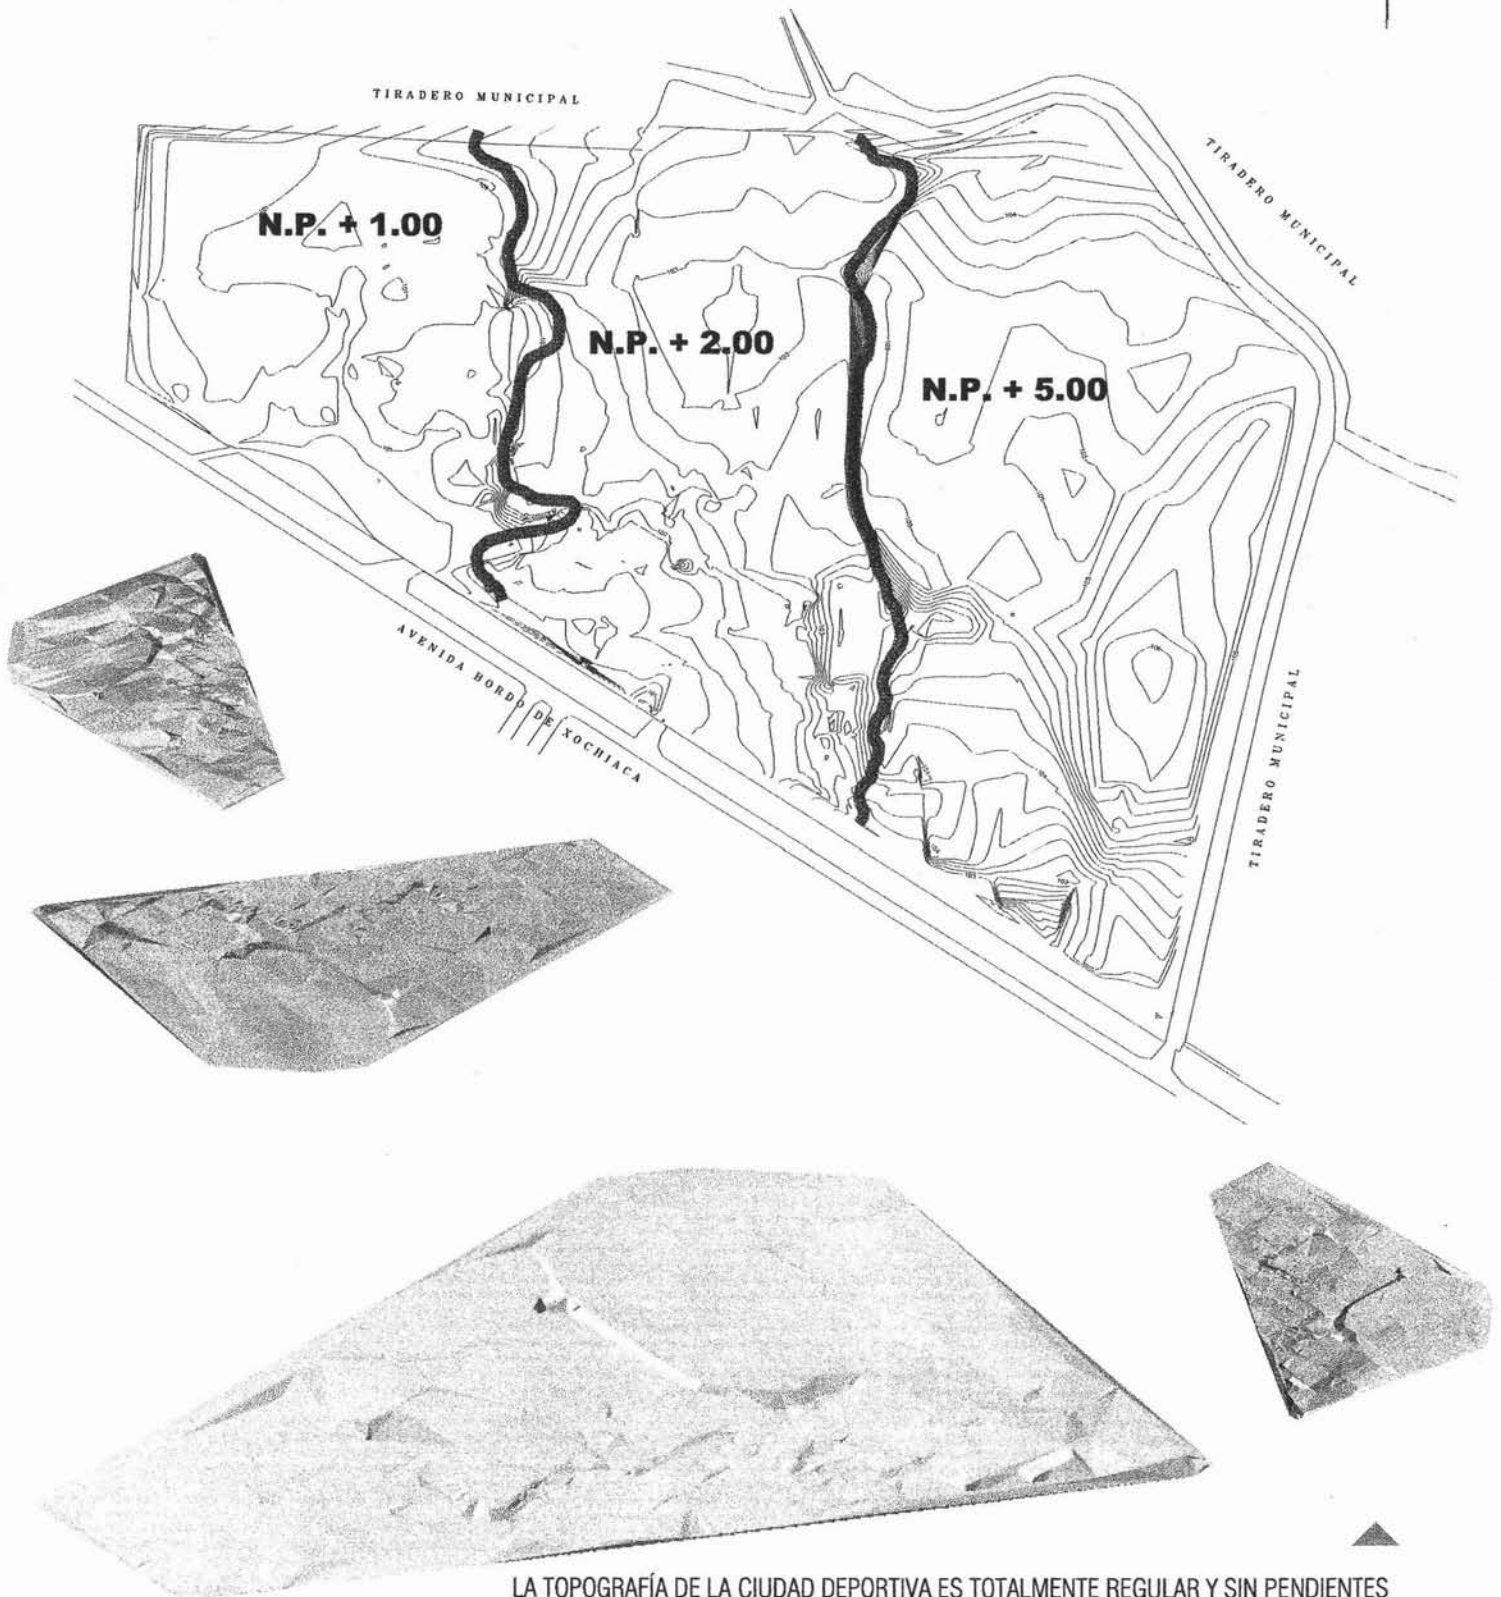 TIRADERO MUNICIPAL
TIRADERO MUNICIPAL
N.P. + 1.00
N.P. + 2.00
N.P. + 5.00
AVENIDA BORDO DE XOCHIACA
TIRADERO MUNICIPAL
LA TOPOGRAFÍA DE LA CIUDAD DEPORTIVA ES TOTALMENTE REGULAR Y SIN PENDIENTES